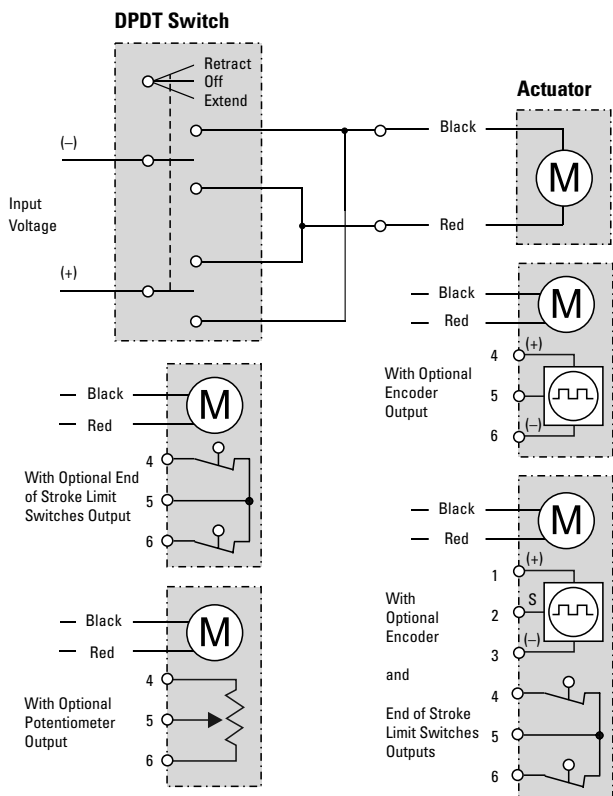 DPDT Switch
Retract
Off
Extend
(–)
Input
Voltage
(+)
Actuator
Black
M
Red
Black
Red
M
4
(+)
With Optional
Encoder
Output
5
6
(–)
Black
Red
M
4
With Optional End
of Stroke Limit
Switches Output
5
6
Black
Red
M
1
(+)
With
Optional
Encoder
2
S
3
(–)
and
4
End of Stroke
Limit Switches
Outputs
5
6
Black
Red
M
4
With Optional
Potentiometer
Output
5
6